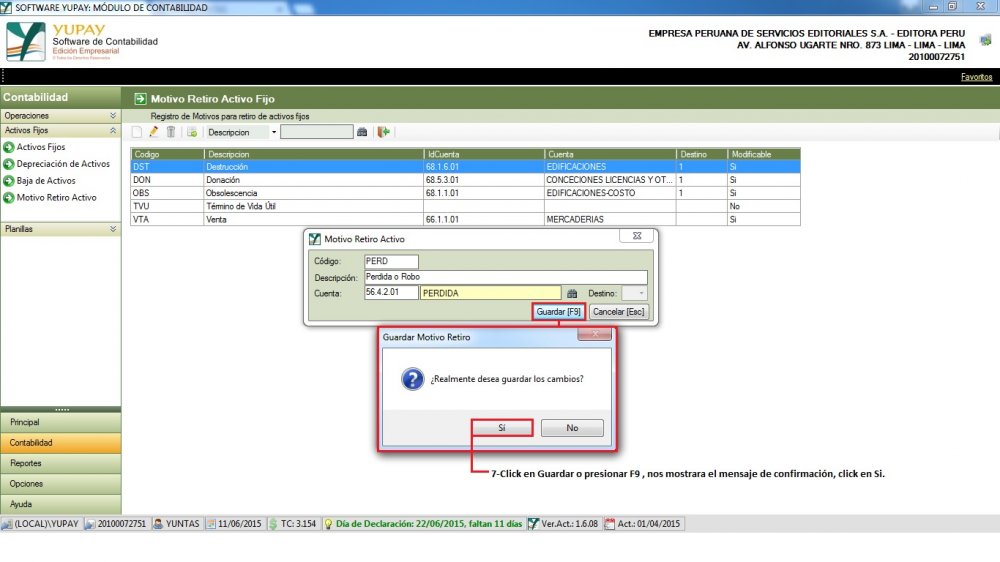 SOFTWARE YUPAY: MÓDULO DE CONTABILIDAD
YUPAY
Software de Contabilidad
Edición Empresarial
© Todos los Derechos Reservados
EMPRESA PERUANA DE SERVICIOS EDITORIALES S.A. - EDITORA PERU
AV. ALFONSO UGARTE NRO. 873 LIMA - LIMA - LIMA
20100072751
Favoritos
Contabilidad
Operaciones
Activos Fijos
Activos Fijos
Depreciación de Activos
Baja de Activos
Motivo Retiro Activo
Planillas
Motivo Retiro Activo Fijo
Registro de Motivos para retiro de activos fijos
Descripcion
Codigo Descripcion IdCuenta Cuenta Destino Modificable
DST Destrucción 68.1.6.01 EDIFICACIONES 1 Si
DON Donación 68.5.3.01 CONCECIONES LICENCIAS Y OT... 1 Si
OBS Obsolescencia 68.1.1.01 EDIFICACIONES-COSTO 1 Si
TVU Término de Vida Útil No
VTA Venta 66.1.1.01 MERCADERIAS Si
Motivo Retiro Activo
Código: PERD
Descripción: Perdida o Robo
Cuenta: 56.4.2.01 PERDIDA Destino:
Guardar [F9] Cancelar [Esc]
Guardar Motivo Retiro
¿Realmente desea guardar los cambios?
Sí No
7-Click en Guardar o presionar F9 , nos mostrara el mensaje de confirmación, click en Si.
Principal
Contabilidad
Reportes
Opciones
Ayuda
(LOCAL)\YUPAY 20100072751 YUNTAS 11/06/2015 TC: 3.154 Día de Declaración: 22/06/2015, faltan 11 días Ver.Act.: 1.6.08 Act.: 01/04/2015